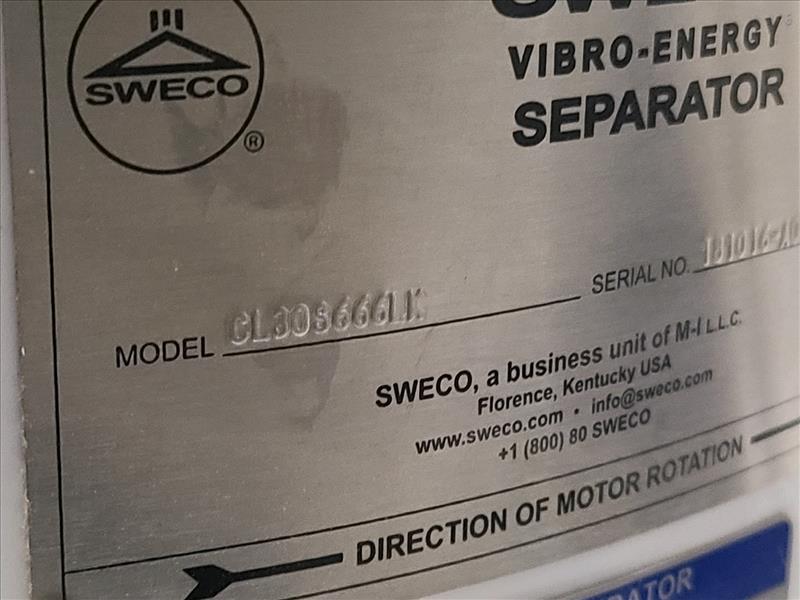 SWECO
®
VIBRO-ENERGY
SEPARATOR
MODEL
SERIAL NO.
SWECO, a business unit of M-I L.L.C.
Florence, Kentucky USA
www.sweco.com • info@sweco.com
+1 (800) 80 SWECO
DIRECTION OF MOTOR ROTATION